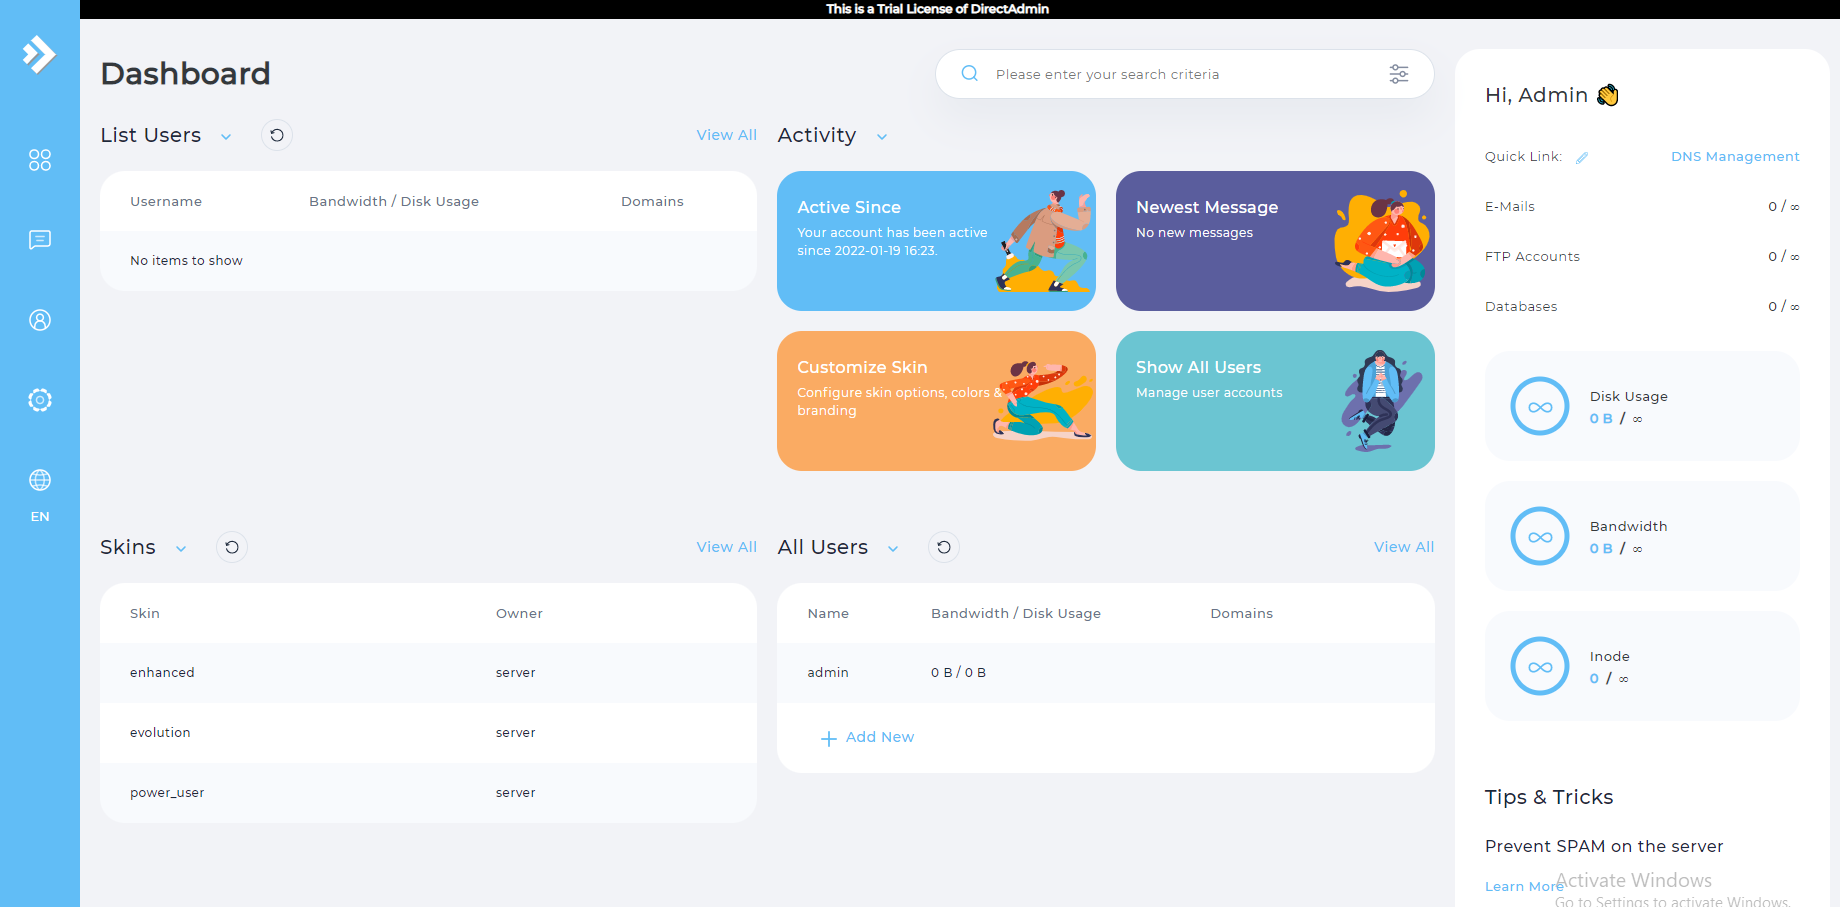 This is a Trial License of DirectAdmin
Dashboard
Please enter your search criteria
List Users
View All
Username Bandwidth / Disk Usage Domains
No items to show
Activity
Active Since
Your account has been active
since 2022-01-19 16:23.
Newest Message
No new messages
Customize Skin
Configure skin options, colors &
branding
Show All Users
Manage user accounts
EN
Skins
View All
Skin Owner
enhanced server
evolution server
power_user server
All Users
View All
Name Bandwidth / Disk Usage Domains
admin 0 B / 0 B
Add New
Hi, Admin 👏
Quick Link: DNS Management
E-Mails 0 / ∞
FTP Accounts 0 / ∞
Databases 0 / ∞
Disk Usage
0 B / ∞
Bandwidth
0 B / ∞
Inode
0 / ∞
Tips & Tricks
Prevent SPAM on the server
Learn More
Activate Windows
Go to Settings to activate Windows.